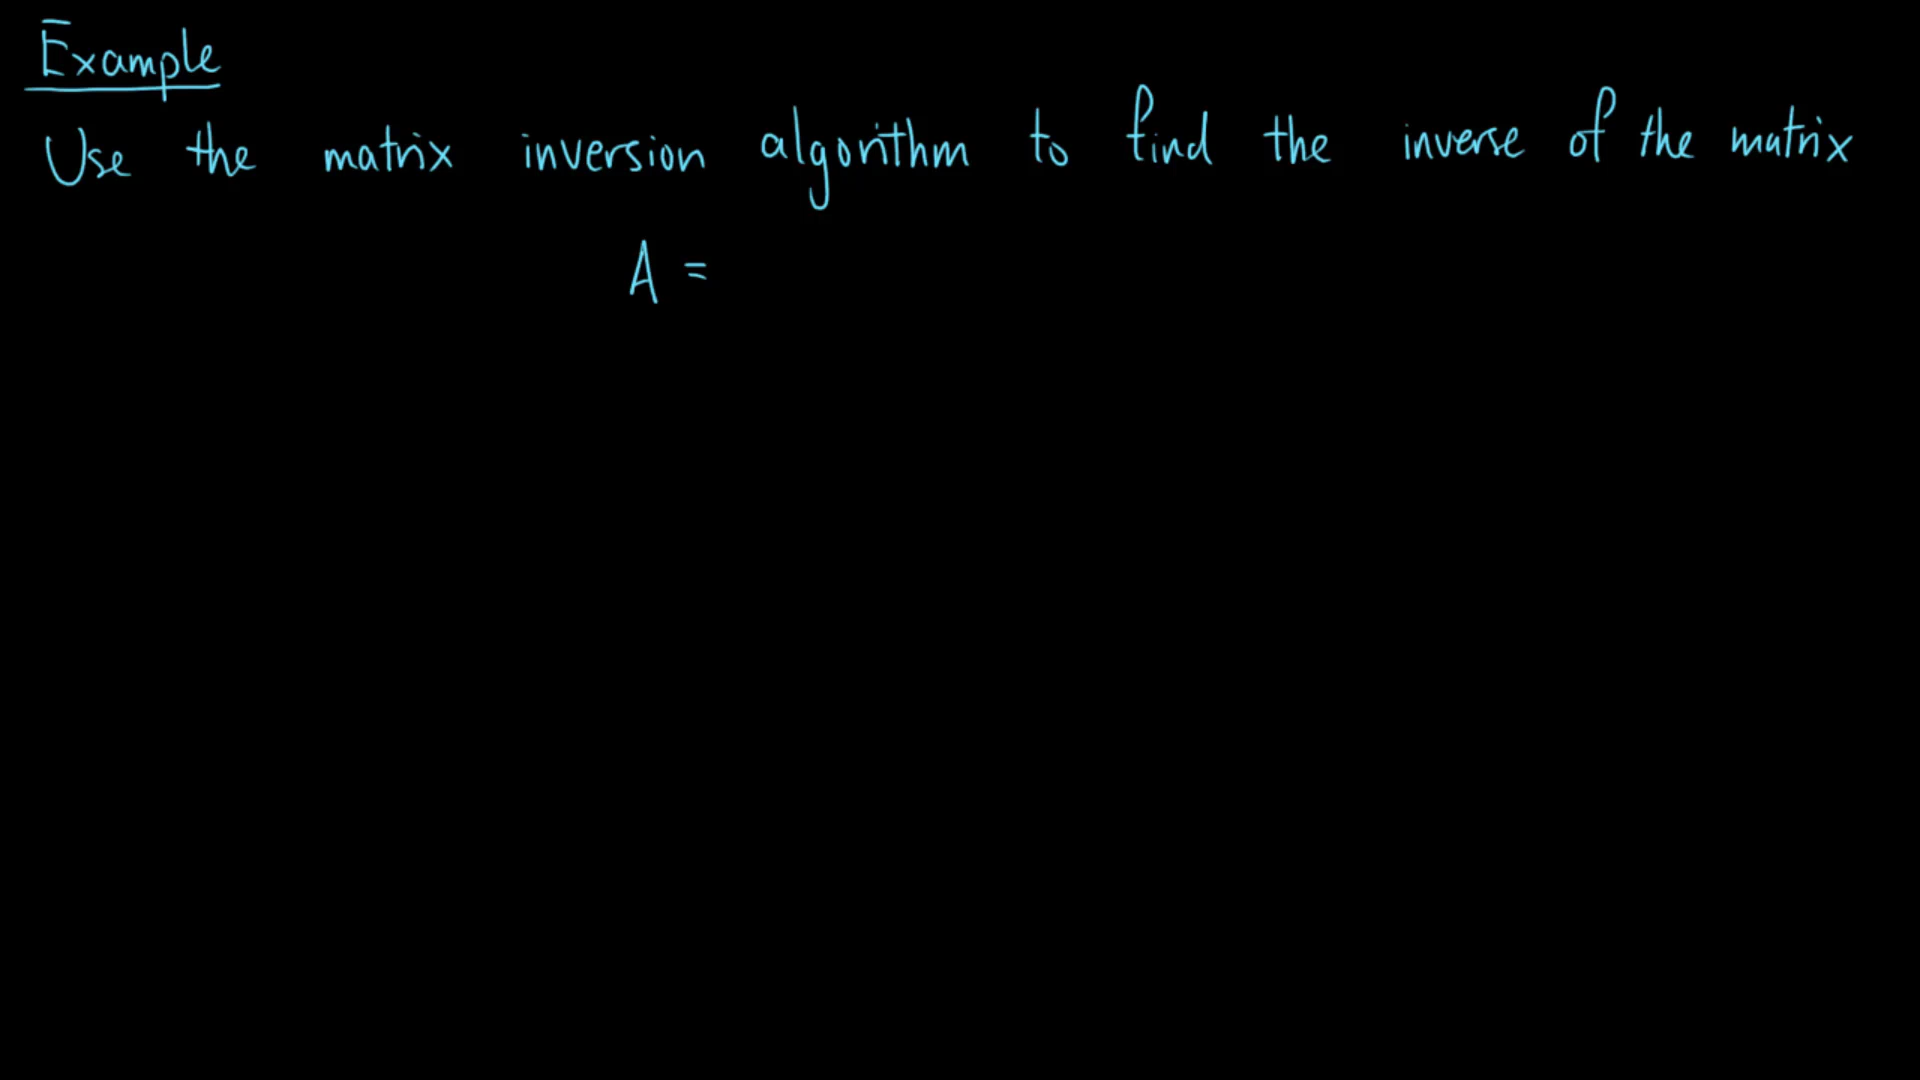 Example
Use the matrix inversion algorithm to find the inverse of the matrix
A =